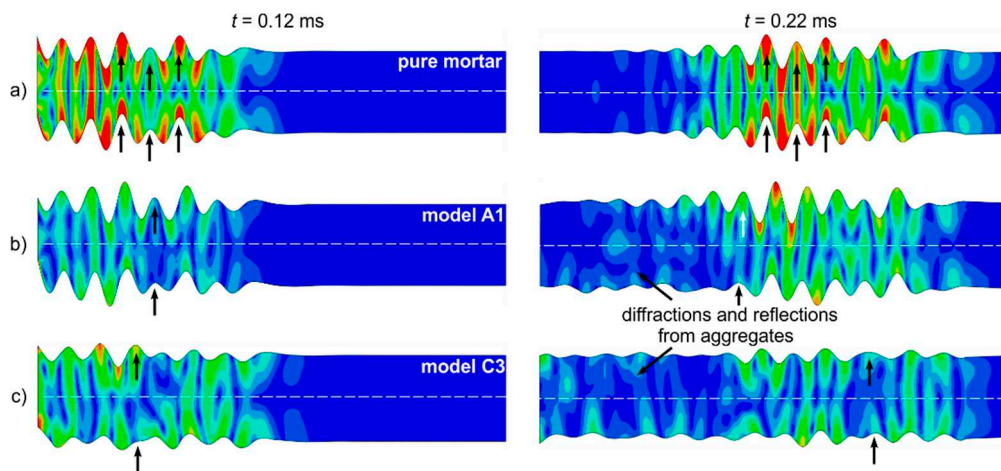 t = 0.12 ms
t = 0.22 ms
a)
pure mortar
b)
model A1
diffractions and reflections
from aggregates
c)
model C3